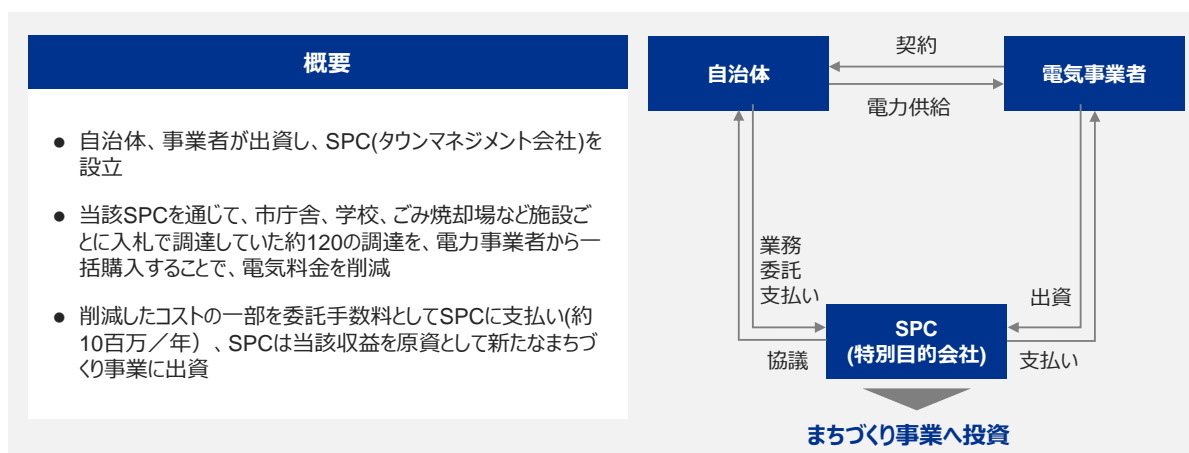 概要
● 自治体、事業者が出資し、SPC(タウンマネジメント会社)を
設立
● 当該SPCを通じて、市庁舎、学校、ごみ焼却場など施設ご
とに入札で調達していた約120の調達を、電力事業者から一
括購入することで、電気料金を削減
● 削減したコストの一部を委託手数料としてSPCに支払い(約
10百万／年）、SPCは当該収益を原資として新たなまちづ
くり事業に出資
自治体
契約
電力供給
電気事業者
業務
委託
支払い
協議
SPC
(特別目的会社)
出資
支払い
まちづくり事業へ投資